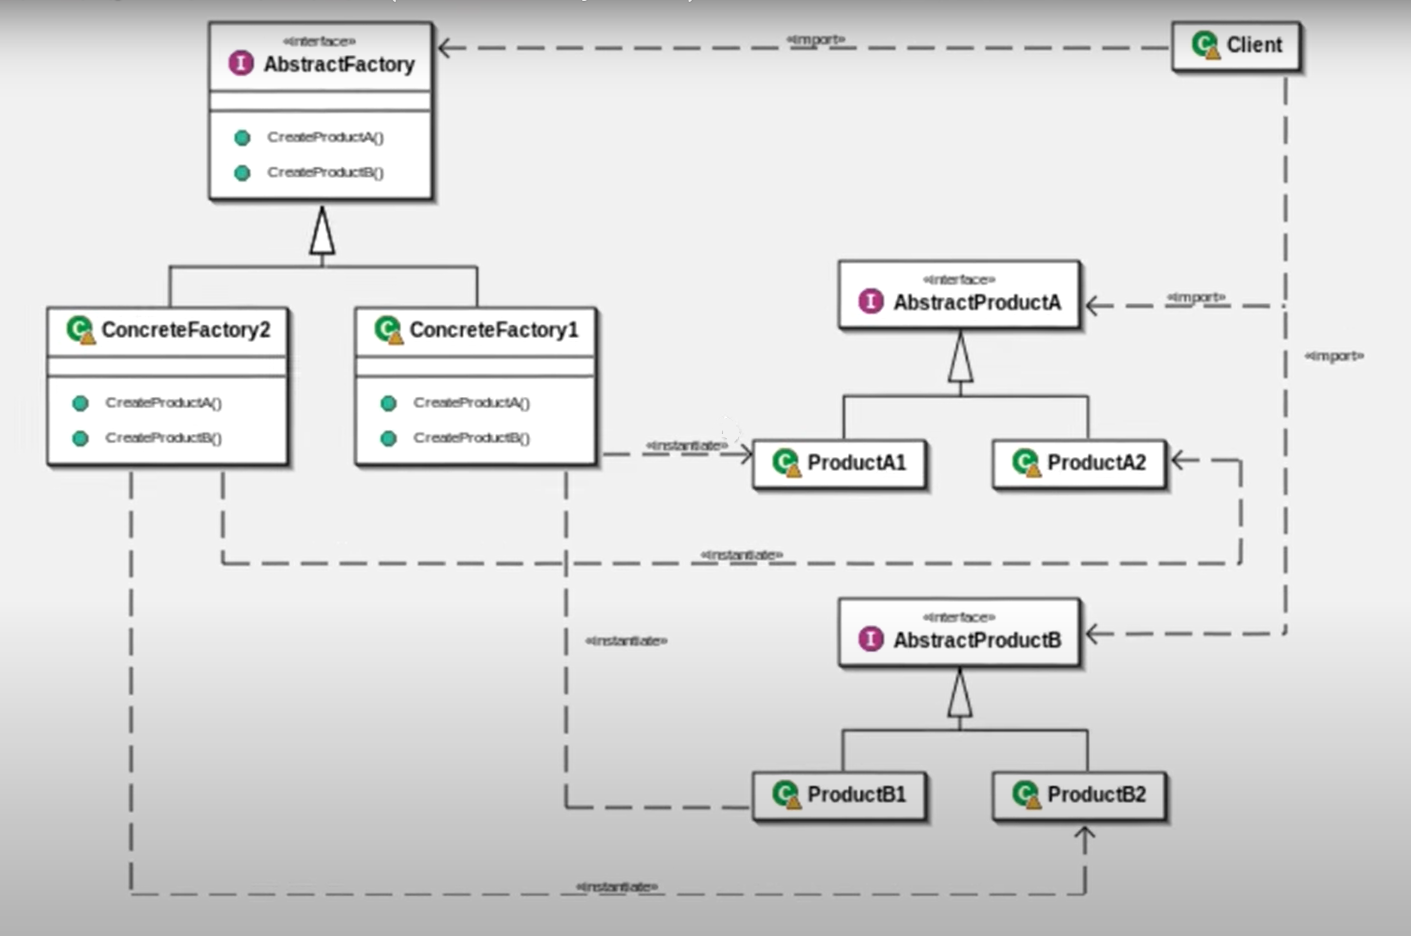 «interface»
I AbstractFactory
CreateProductA()
CreateProductB()
«import»
C Client
C ConcreteFactory2
CreateProductA()
CreateProductB()
C ConcreteFactory1
CreateProductA()
CreateProductB()
«interface»
I AbstractProductA
«import»
«import»
«instantiate»
C ProductA1
C ProductA2
«instantiate»
«interface»
I AbstractProductB
«instantiate»
C ProductB1
C ProductB2
«instantiate»